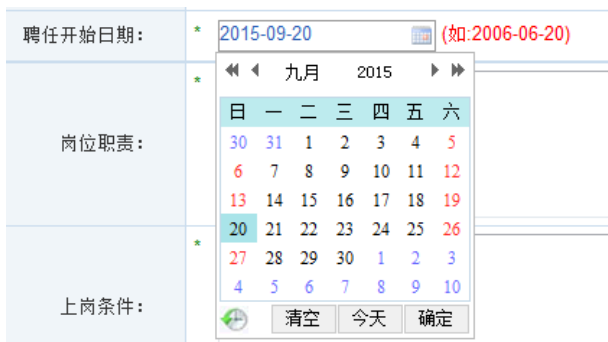 聘任开始日期： * 2015-09-20 (如:2006-06-20)
九月 2015
*
日 一 二 三 四 五 六
30 31 1 2 3 4 5
岗位职责：
6 7 8 9 10 11 12
13 14 15 16 17 18 19
20 21 22 23 24 25 26
*
27 28 29 30 1 2 3
4 5 6 7 8 9 10
上岗条件：
清空 今天 确定